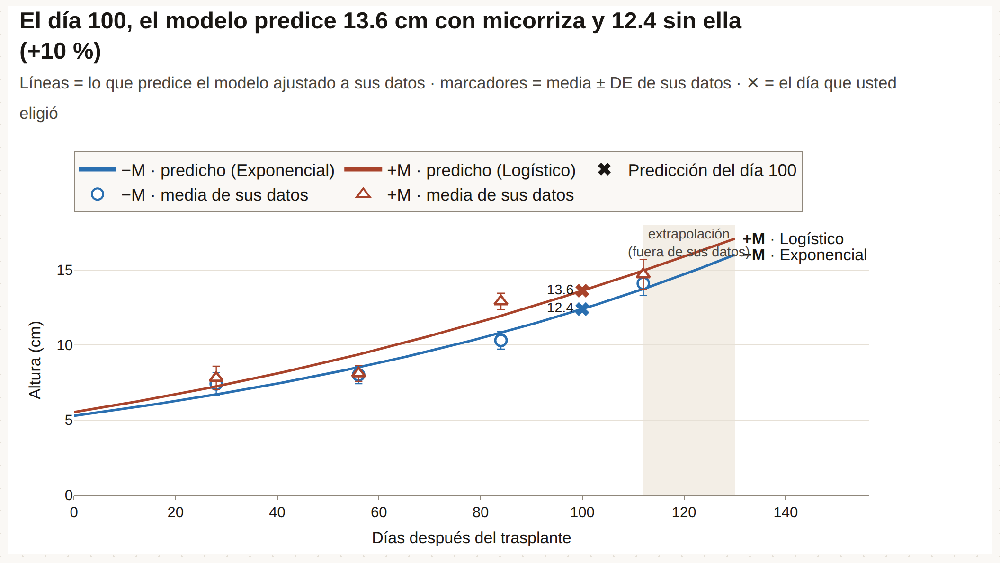 El día 100, el modelo predice 13.6 cm con micorriza y 12.4 sin ella
(+10 %)
Líneas = lo que predice el modelo ajustado a sus datos · marcadores = media ± DE de sus datos · ✕ = el día que usted
eligió
−M · predicho (Exponencial)
+M · predicho (Logístico)
Predicción del día 100
−M · media de sus datos
+M · media de sus datos
extrapolación
(fuera de sus datos)
+M · Logístico
−M · Exponencial
15
10
5
0
13.6
12.4
Altura (cm)
0 20 40 60 80 100 120 140
Días después del trasplante